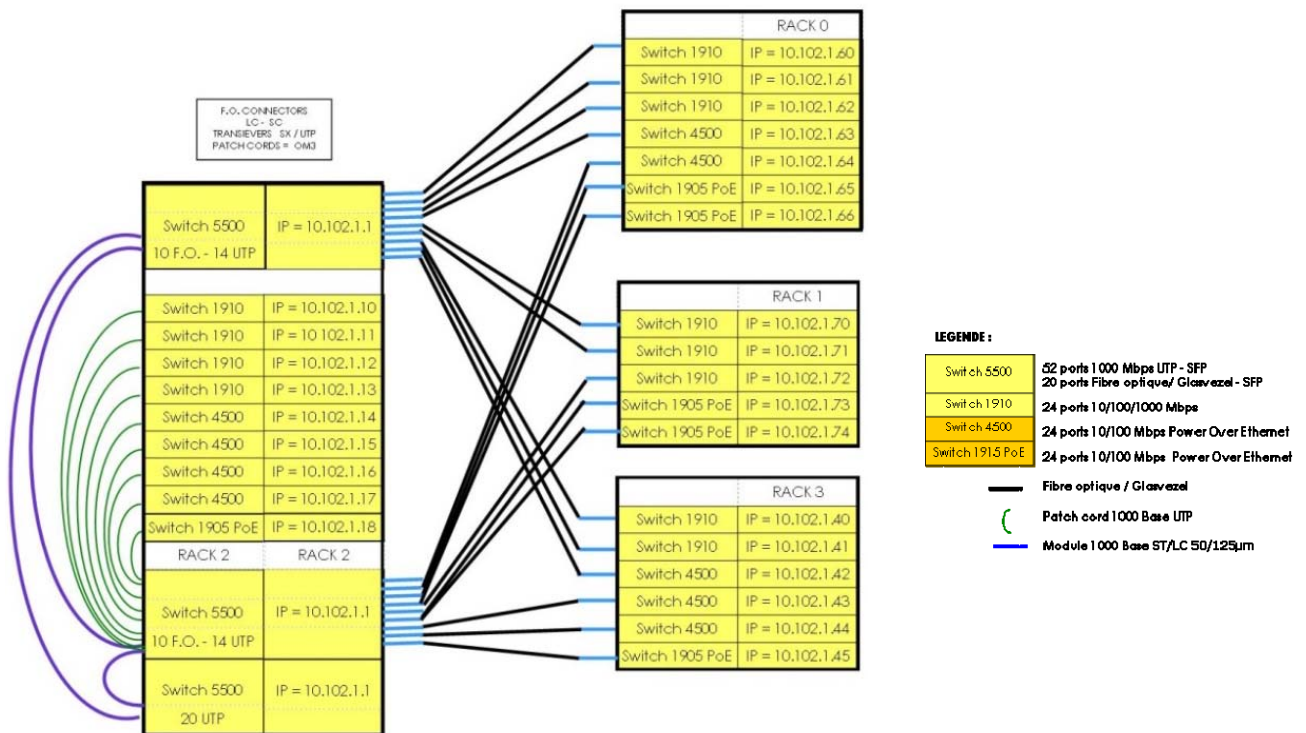 F.O. CONNECTORS
LC - SC
TRANSIEVERS SX / UTP
PATCH CORDS = OM3
Switch 5500 IP = 10.102.1.1
10 F.O. - 14 UTP
Switch 1910 IP = 10.102.1.10
Switch 1910 IP = 10.102.1.11
Switch 1910 IP = 10.102.1.12
Switch 1910 IP = 10.102.1.13
Switch 4500 IP = 10.102.1.14
Switch 4500 IP = 10.102.1.15
Switch 4500 IP = 10.102.1.16
Switch 4500 IP = 10.102.1.17
Switch 1905 PoE IP = 10.102.1.18
RACK 2 RACK 2
Switch 5500 IP = 10.102.1.1
10 F.O. - 14 UTP
Switch 5500 IP = 10.102.1.1
20 UTP
RACK 0
Switch 1910 IP = 10.102.1.60
Switch 1910 IP = 10.102.1.61
Switch 1910 IP = 10.102.1.62
Switch 4500 IP = 10.102.1.63
Switch 4500 IP = 10.102.1.64
Switch 1905 PoE IP = 10.102.1.65
Switch 1905 PoE IP = 10.102.1.66
RACK 1
Switch 1910 IP = 10.102.1.70
Switch 1910 IP = 10.102.1.71
Switch 1910 IP = 10.102.1.72
Switch 1905 PoE IP = 10.102.1.73
Switch 1905 PoE IP = 10.102.1.74
RACK 3
Switch 1910 IP = 10.102.1.40
Switch 1910 IP = 10.102.1.41
Switch 4500 IP = 10.102.1.42
Switch 4500 IP = 10.102.1.43
Switch 4500 IP = 10.102.1.44
Switch 1905 PoE IP = 10.102.1.45
LEGENDE :
Switch 5500 52 ports 1000 Mbps UTP - SFP
20 ports Fibre optique/ Glasvezel - SFP
Switch 1910 24 ports 10/100/1000 Mbps
Switch 4500 24 ports 10/100 Mbps Power Over Ethernet
Switch 1915 PoE 24 ports 10/100 Mbps Power Over Ethernet
Fibre optique / Glasvezel
Patch cord 1000 Base UTP
Module 1000 Base ST/LC 50/125µm